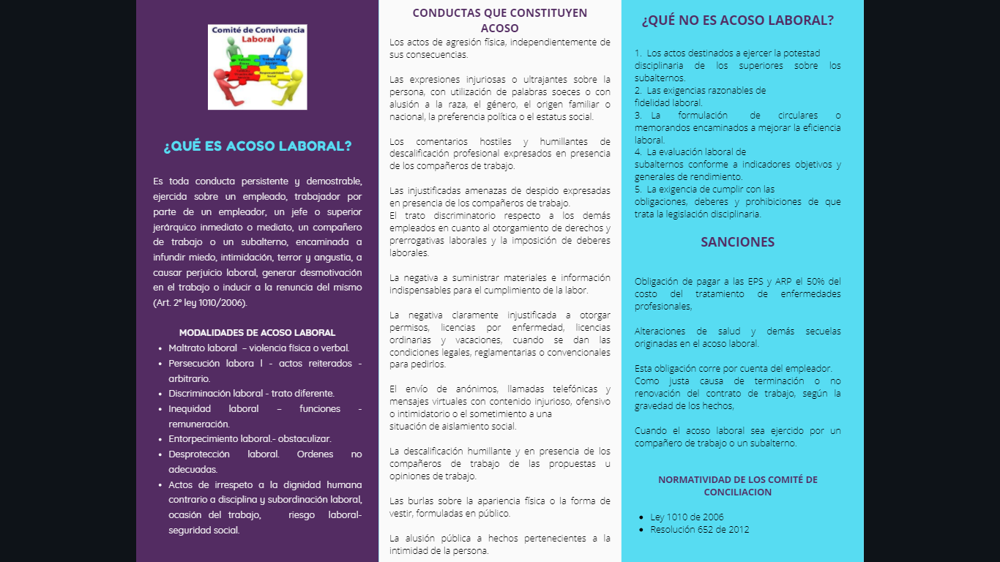 Comité de Convivencia
Laboral
Responsabilidad
Social
¿QUÉ ES ACOSO LABORAL?
Es toda conducta persistente y demostrable,
ejercida sobre un empleado, trabajador por
parte de un empleador, un jefe o superior
jerárquico inmediato o mediato, un compañero
de trabajo o un subalterno, encaminada a
infundir miedo, intimidación, terror y angustia, a
causar perjuicio laboral, generar desmotivación
en el trabajo o inducir a la renuncia del mismo
(Art. 2º ley 1010/2006).
MODALIDADES DE ACOSO LABORAL
• Maltrato laboral – violencia física o verbal.
• Persecución labora l - actos reiterados -
arbitrario.
• Discriminación laboral - trato diferente.
• Inequidad laboral – funciones -
remuneración.
• Entorpecimiento laboral.- obstaculizar.
• Desprotección laboral. Ordenes no
adecuadas.
• Actos de irrespeto a la dignidad humana
contrario a disciplina y subordinación laboral,
ocasión del trabajo, riesgo laboral-
seguridad social.
CONDUCTAS QUE CONSTITUYEN
ACOSO
Los actos de agresión física, independientemente de
sus consecuencias.
Las expresiones injuriosas o ultrajantes sobre la
persona, con utilización de palabras soeces o con
alusión a la raza, el género, el origen familiar o
nacional, la preferencia política o el estatus social.
Los comentarios hostiles y humillantes de
descalificación profesional expresados en presencia
de los compañeros de trabajo.
Las injustificadas amenazas de despido expresadas
en presencia de los compañeros de trabajo.
El trato discriminatorio respecto a los demás
empleados en cuanto al otorgamiento de derechos y
prerrogativas laborales y la imposición de deberes
laborales.
La negativa a suministrar materiales e información
indispensables para el cumplimiento de la labor.
La negativa claramente injustificada a otorgar
permisos, licencias por enfermedad, licencias
ordinarias y vacaciones, cuando se dan las
condiciones legales, reglamentarias o convencionales
para pedirlos.
El envío de anónimos, llamadas telefónicas y
mensajes virtuales con contenido injurioso, ofensivo
o intimidatorio o el sometimiento a una
situación de aislamiento social.
La descalificación humillante y en presencia de los
compañeros de trabajo de las propuestas u
opiniones de trabajo.
Las burlas sobre la apariencia física o la forma de
vestir, formuladas en público.
La alusión pública a hechos pertenecientes a la
intimidad de la persona.
¿QUÉ NO ES ACOSO LABORAL?
1. Los actos destinados a ejercer la potestad
disciplinaria de los superiores sobre los
subalternos.
2. Las exigencias razonables de
fidelidad laboral.
3. La formulación de circulares o
memorandos encaminados a mejorar la eficiencia
laboral.
4. La evaluación laboral de
subalternos conforme a indicadores objetivos y
generales de rendimiento.
5. La exigencia de cumplir con las
obligaciones, deberes y prohibiciones de que
trata la legislación disciplinaria.
SANCIONES
Obligación de pagar a las EPS y ARP el 50% del
costo del tratamiento de enfermedades
profesionales,
Alteraciones de salud y demás secuelas
originadas en el acoso laboral.
Esta obligación corre por cuenta del empleador.
Como justa causa de terminación o no
renovación del contrato de trabajo, según la
gravedad de los hechos,
Cuando el acoso laboral sea ejercido por un
compañero de trabajo o un subalterno.
NORMATIVIDAD DE LOS COMITÉ DE
CONCILIACION
• Ley 1010 de 2006
• Resolución 652 de 2012